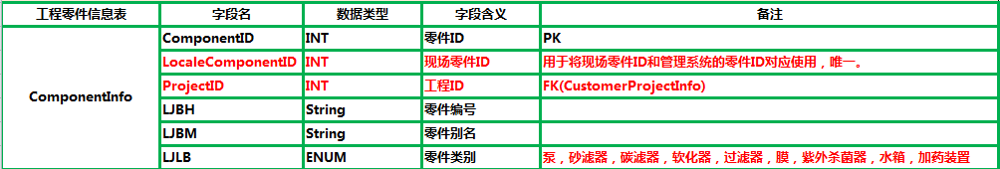 工程零件信息表 字段名 数据类型 字段含义 备注
ComponentInfo
ComponentID INT 零件ID PK
LocaleComponentID INT 现场零件ID 用于将现场零件ID和管理系统的零件ID对应使用，唯一。
ProjectID INT 工程ID FK(CustomerProjectInfo)
LJBH String 零件编号
LJBM String 零件别名
LJLB ENUM 零件类别 泵，砂滤器，碳滤器，软化器，过滤器，膜，紫外杀菌器，水箱，加药装置